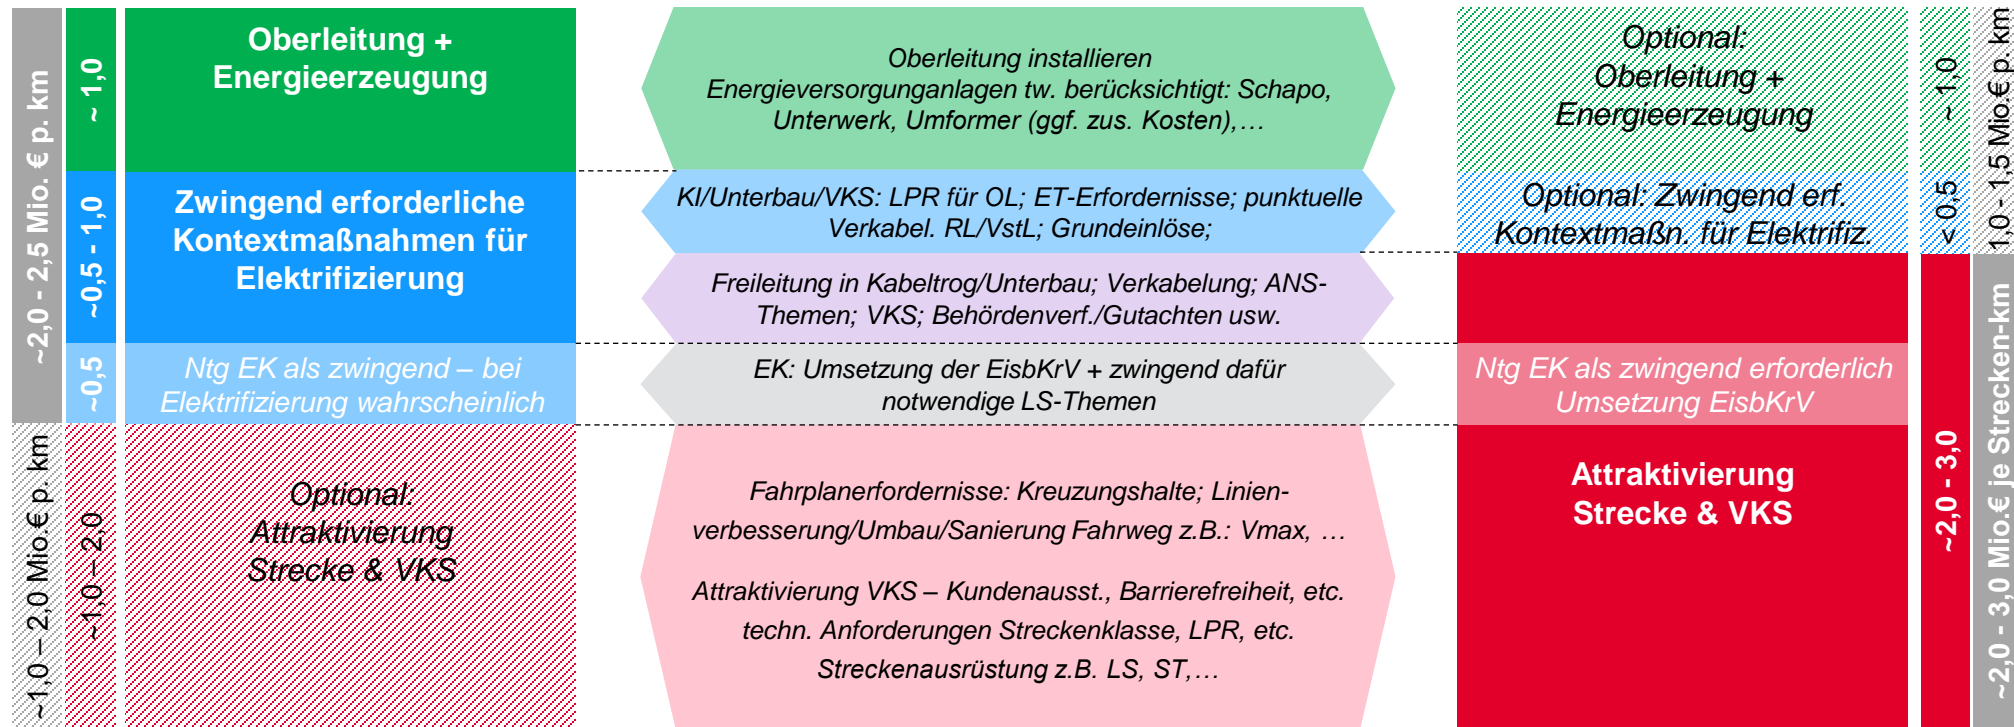 ~2,0 - 2,5 Mio. € p. km
~1,0 – 2,0 Mio.€ p. km
~ 1,0
~0,5 - 1,0
~0,5
~1,0 – 2,0
Oberleitung +
Energieerzeugung
Zwingend erforderliche
Kontextmaßnahmen für
Elektrifizierung
Ntg EK als zwingend – bei
Elektrifizierung wahrscheinlich
Optional:
Attraktivierung
Strecke & VKS
Oberleitung installieren
Energieversorgunganlagen tw. berücksichtigt: Schapo,
Unterwerk, Umformer (ggf. zus. Kosten),…
KI/Unterbau/VKS: LPR für OL; ET-Erfordernisse; punktuelle
Verkabel. RL/VstL; Grundeinlöse;
Freileitung in Kabeltrog/Unterbau; Verkabelung; ANS-
Themen; VKS; Behördenverf./Gutachten usw.
EK: Umsetzung der EisbKrV + zwingend dafür
notwendige LS-Themen
Fahrplanerfordernisse: Kreuzungshalte; Linien-
verbesserung/Umbau/Sanierung Fahrweg z.B.: Vmax, …
Attraktivierung VKS – Kundenausst., Barrierefreiheit, etc.
techn. Anforderungen Streckenklasse, LPR, etc.
Streckenausrüstung z.B. LS, ST,…
Optional:
Oberleitung +
Energieerzeugung
Optional: Zwingend erf.
Kontextmaßn. für Elektrifiz.
Ntg EK als zwingend erforderlich
Umsetzung EisbKrV
Attraktivierung
Strecke & VKS
~ 1,0
< 0,5
~2,0 - 3,0
1,0 - 1,5 Mio.€ p. km
~2,0 - 3,0 Mio.€ je Strecken-km